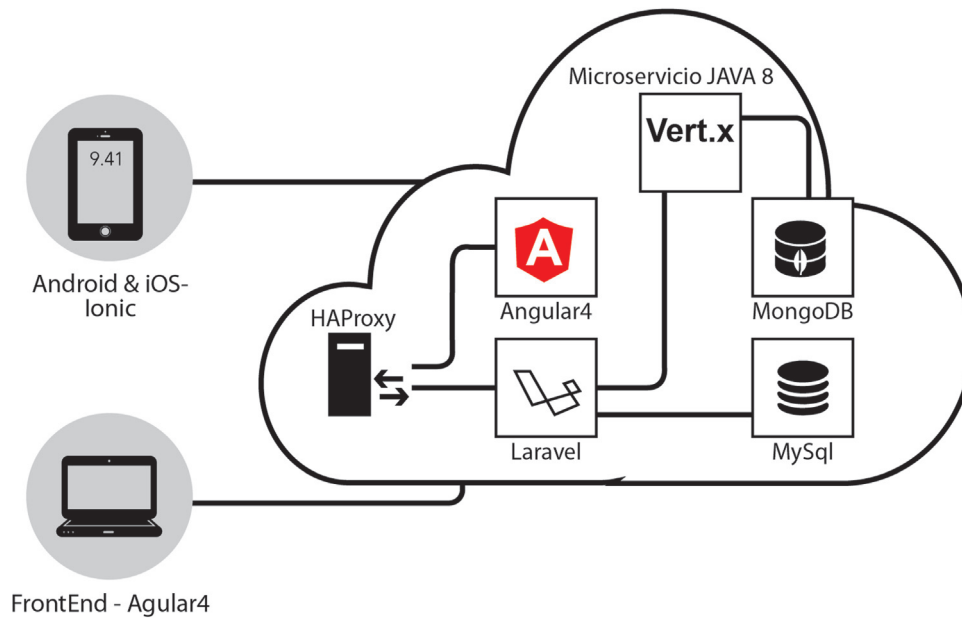 Microservicio JAVA 8
Vert.x
9.41
Android & iOS-
Ionic
HAProxy
A
Angular4
MongoDB
Laravel
MySql
FrontEnd - Agular4